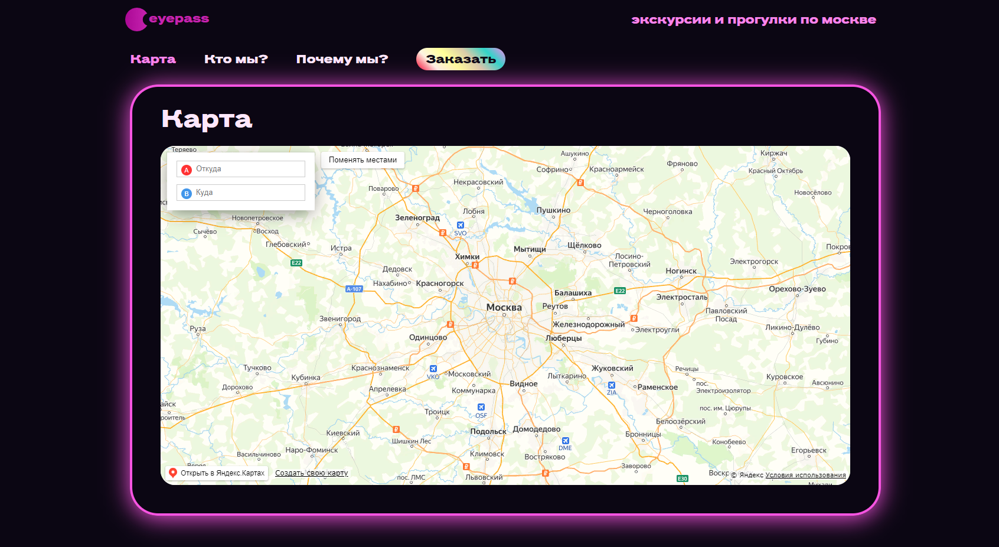 eyepass
экскурсии и прогулки по москве
Карта
Кто мы?
Почему мы?
Заказать
Карта
Теряево
A Откуда
Поменять местами
B Куда
Ашукино
Киржач
Фряново
Софрино
Красноармейск
Красный Октябрь
Некрасовский
Поварово
Новосёлово
Лобня
Пушкино
Черноголовка
Новопетровское
Зеленоград
SVO
Сычёво
Восход
Глебовский
Истра
Мытищи
Щёлково
Покров
Химки
Лосино-
Петровский
Электрогорск
E22
Дедовск
Ногинск
Нахабино
Красногорск
A-107
Балашиха
E22
Орехово-Зуево
Электросталь
Москва
Реутов
Павловский
Посад
Звенигород
Железнодорожный
Руза
Электроугли
Ликино-Дулёво
Одинцово
Люберцы
Губино
Тучково
Краснознаменск
VKO
Московский
Лыткарино
Жуковский
Речицы
Кубинка
Куровское
Видное
Авсюнино
Дорохово
Апрелевка
Коммунарка
ZIA
Раменское
пос.
Электроизолятор
пос. им. Цюрупы
Троицк
OSF
Белоозёрский
Киевский
Подольск
Домодедово
Бронницы
Шишкин Лес
DME
Конобеево
Васильчиново
Наро-Фоминск
Климовск
Востряково
Егорьевск
Заворово
Открыть в Яндекс.Картах
Создать свою карту
пос. ЛМС
Львовский
E30
© Яндекс Условия использования